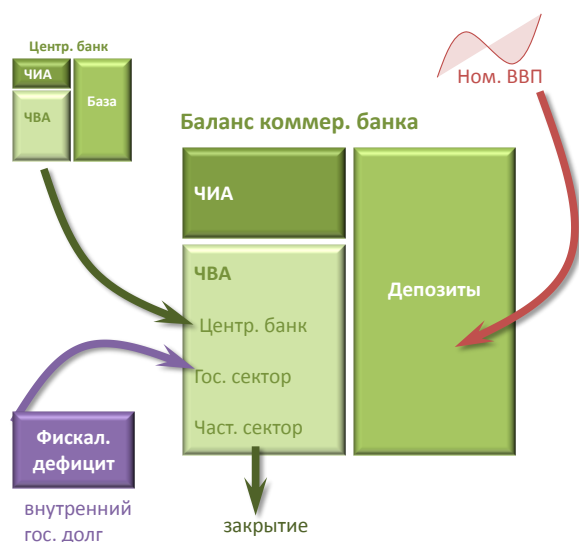 Центр. банк
ЧИА
ЧВА
База
Ном. ВВП
Баланс коммер. банка
ЧИА
ЧВА
Центр. банк
Гос. сектор
Част. сектор
Депозиты
Фискал.
дефицит
внутренний
гос. долг
закрытие